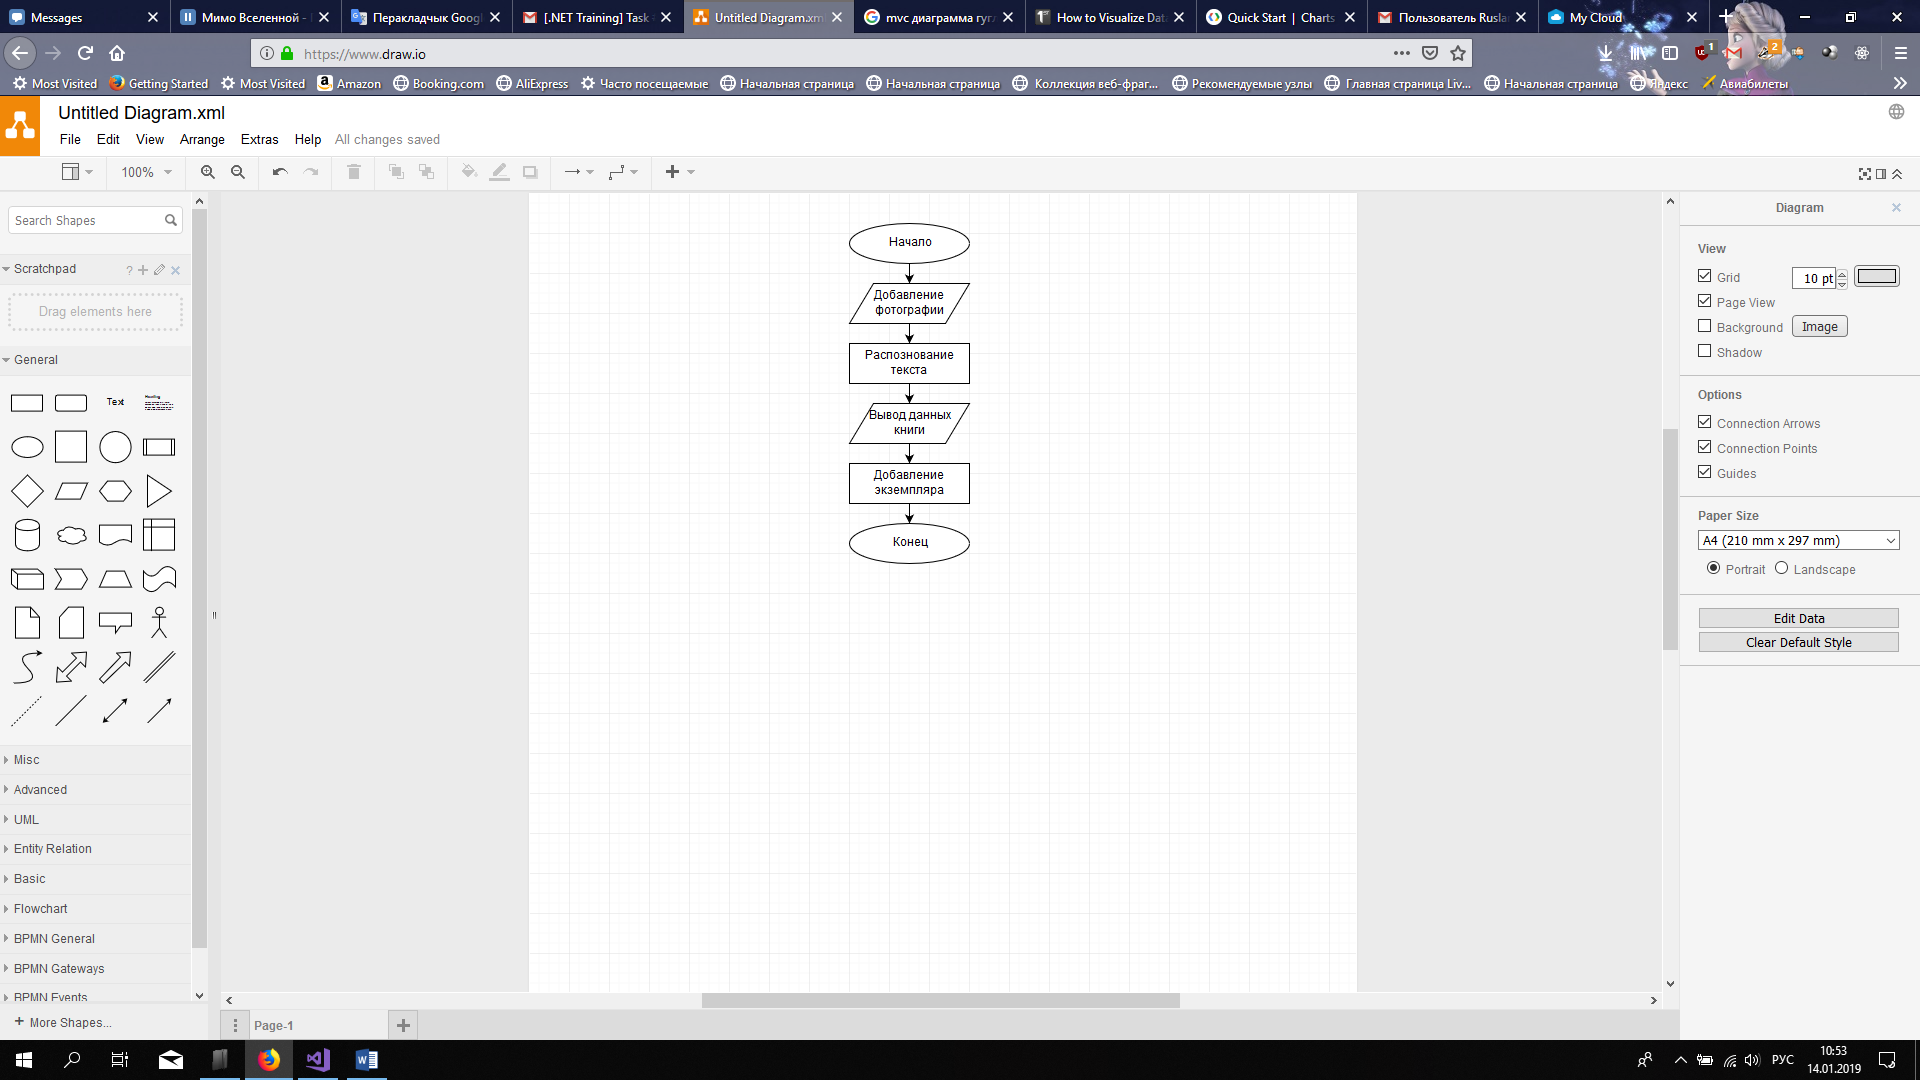 Messages
Мимо Вселенной -
Перакладчык Goog
[.NET Training] Task
Untitled Diagram.xm
mvc диаграмма гуг
How to Visualize Dat
Quick Start | Charts
Пользователь Rusla
My Cloud
https://www.draw.io
1
2
Most Visited
Getting Started
Most Visited
Amazon
Booking.com
AliExpress
Часто посещаемые
Начальная страница
Начальная страница
Коллекция веб-фраг...
Рекомендуемые узлы
Главная страница Liv...
Начальная страница
Яндекс
Авиабилеты
Untitled Diagram.xml
File Edit View Arrange Extras Help All changes saved
100%
Search Shapes
Scratchpad
?
Drag elements here
General
Text
Heading
Misc
Advanced
UML
Entity Relation
Basic
Flowchart
BPMN General
BPMN Gateways
BPMN Events
+ More Shapes...
Начало
Добавление
фотографии
Распознование
текста
Вывод данных
книги
Добавление
экземпляра
Конец
Page-1
Diagram
View
Grid
10 pt
Page View
Background
Image
Shadow
Options
Connection Arrows
Connection Points
Guides
Paper Size
A4 (210 mm x 297 mm)
Portrait
Landscape
Edit Data
Clear Default Style
РУС
10:53
14.01.2019